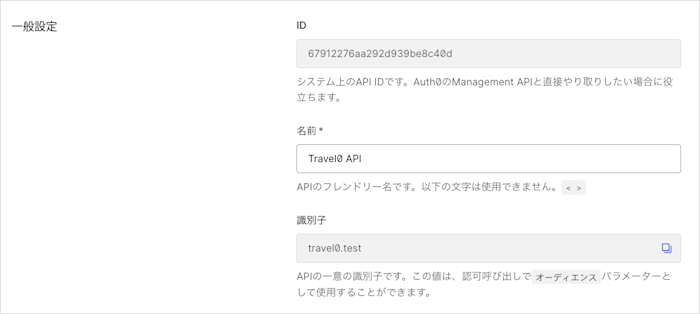 一般設定
ID
67912276aa292d939be8c40d
システム上のAPI IDです。Auth0のManagement APIと直接やり取りしたい場合に役
立ちます。
名前 *
Travel0 API
APIのフレンドリー名です。以下の文字は使用できません。 < >
識別子
travel0.test
APIの一意の識別子です。この値は、認可呼び出しで オーディエンス パラメーターと
して使用することができます。